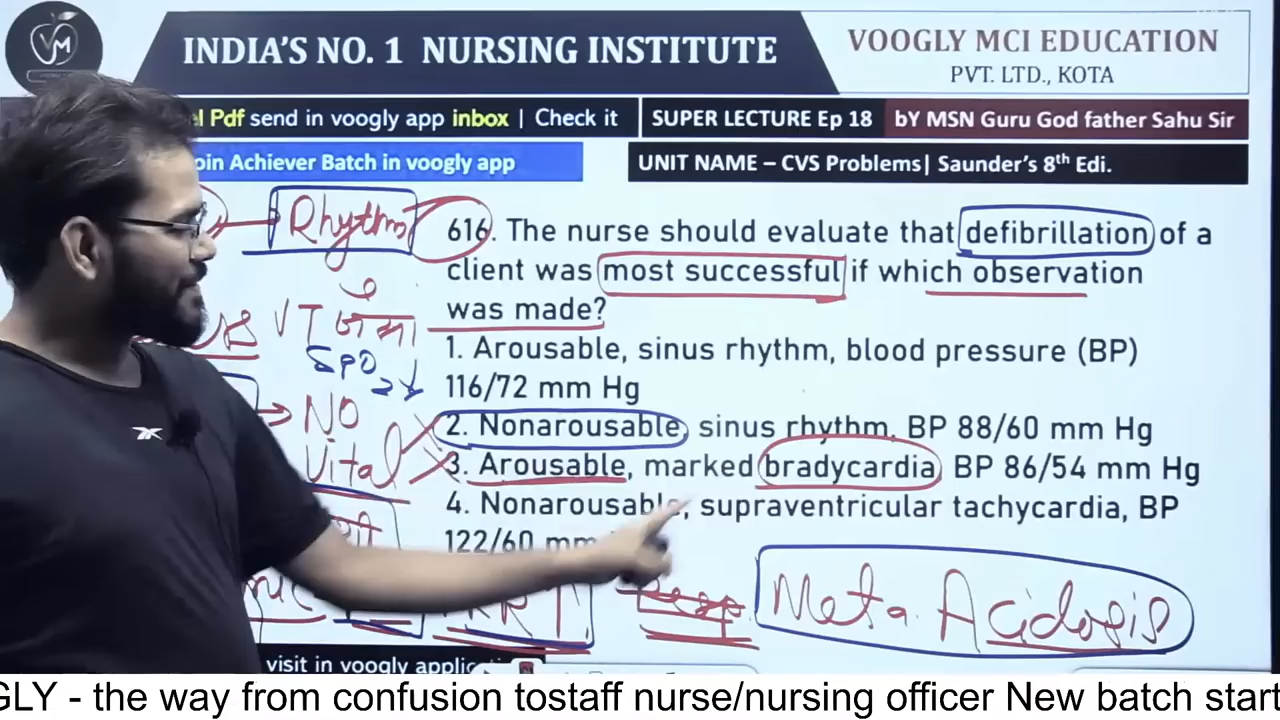 VM
INDIA'S NO. 1 NURSING INSTITUTE
VOOGLY MCI EDUCATION
PVT. LTD., KOTA
Pdf send in voogly app inbox | Check it
SUPER LECTURE Ep 18
bY MSN Guru God father Sahu Sir
oin Achiever Batch in voogly app
UNIT NAME – CVS Problems| Saunder's 8th Edi.
Rhythm
616. The nurse should evaluate that defibrillation of a
client was most successful if which observation
was made?
1. Arousable, sinus rhythm, blood pressure (BP)
116/72 mm Hg
2. Nonarousable, sinus rhythm, BP 88/60 mm Hg
3. Arousable, marked bradycardia BP 86/54 mm Hg
4. Nonarousable, supraventricular tachycardia, BP
122/60 mm
VT
SPO2↓
NO
Vital
Meta. Acidosis
visit in voogly applic
GLY - the way from confusion tostaff nurse/nursing officer New batch start